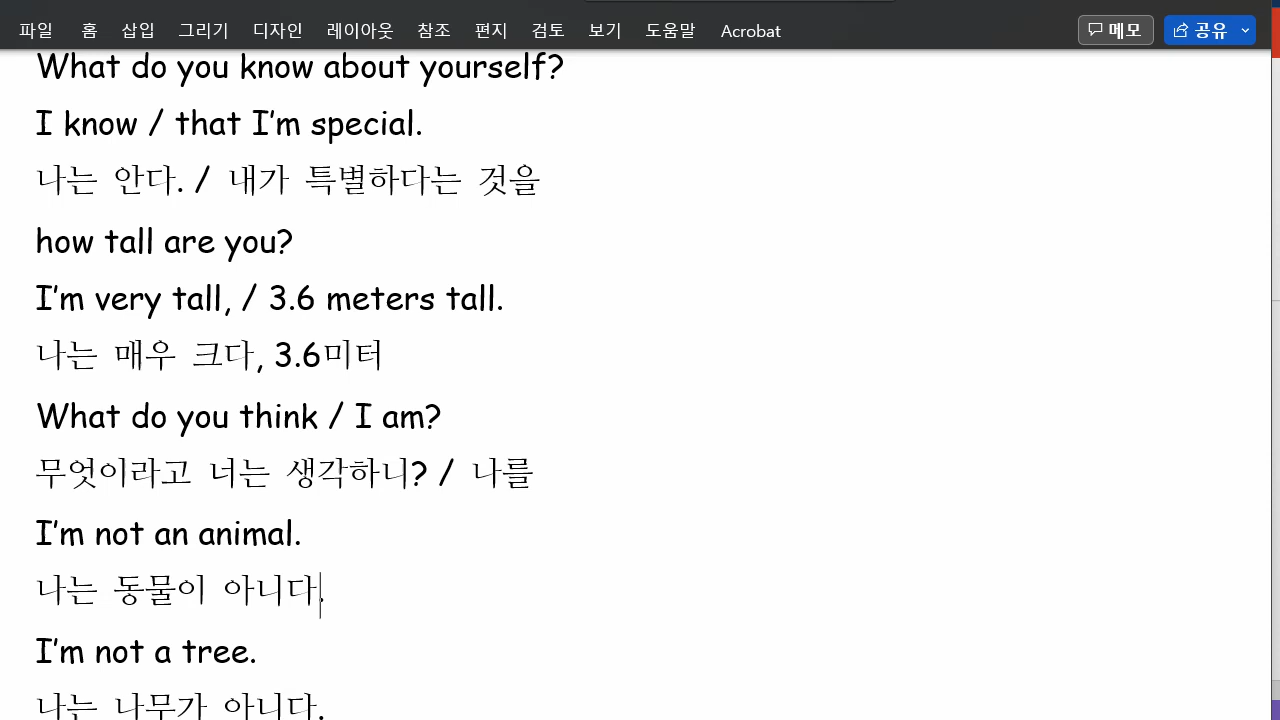 파일 홈 삽입 그리기 디자인 레이아웃 참조 편지 검토 보기 도움말 Acrobat 메모 공유
What do you know about yourself?
I know / that I'm special.
나는 안다. / 내가 특별하다는 것을
how tall are you?
I'm very tall, / 3.6 meters tall.
나는 매우 크다, 3.6미터
What do you think / I am?
무엇이라고 너는 생각하니? / 나를
I'm not an animal.
나는 동물이 아니다.
I'm not a tree.
나는 나무가 아니다.